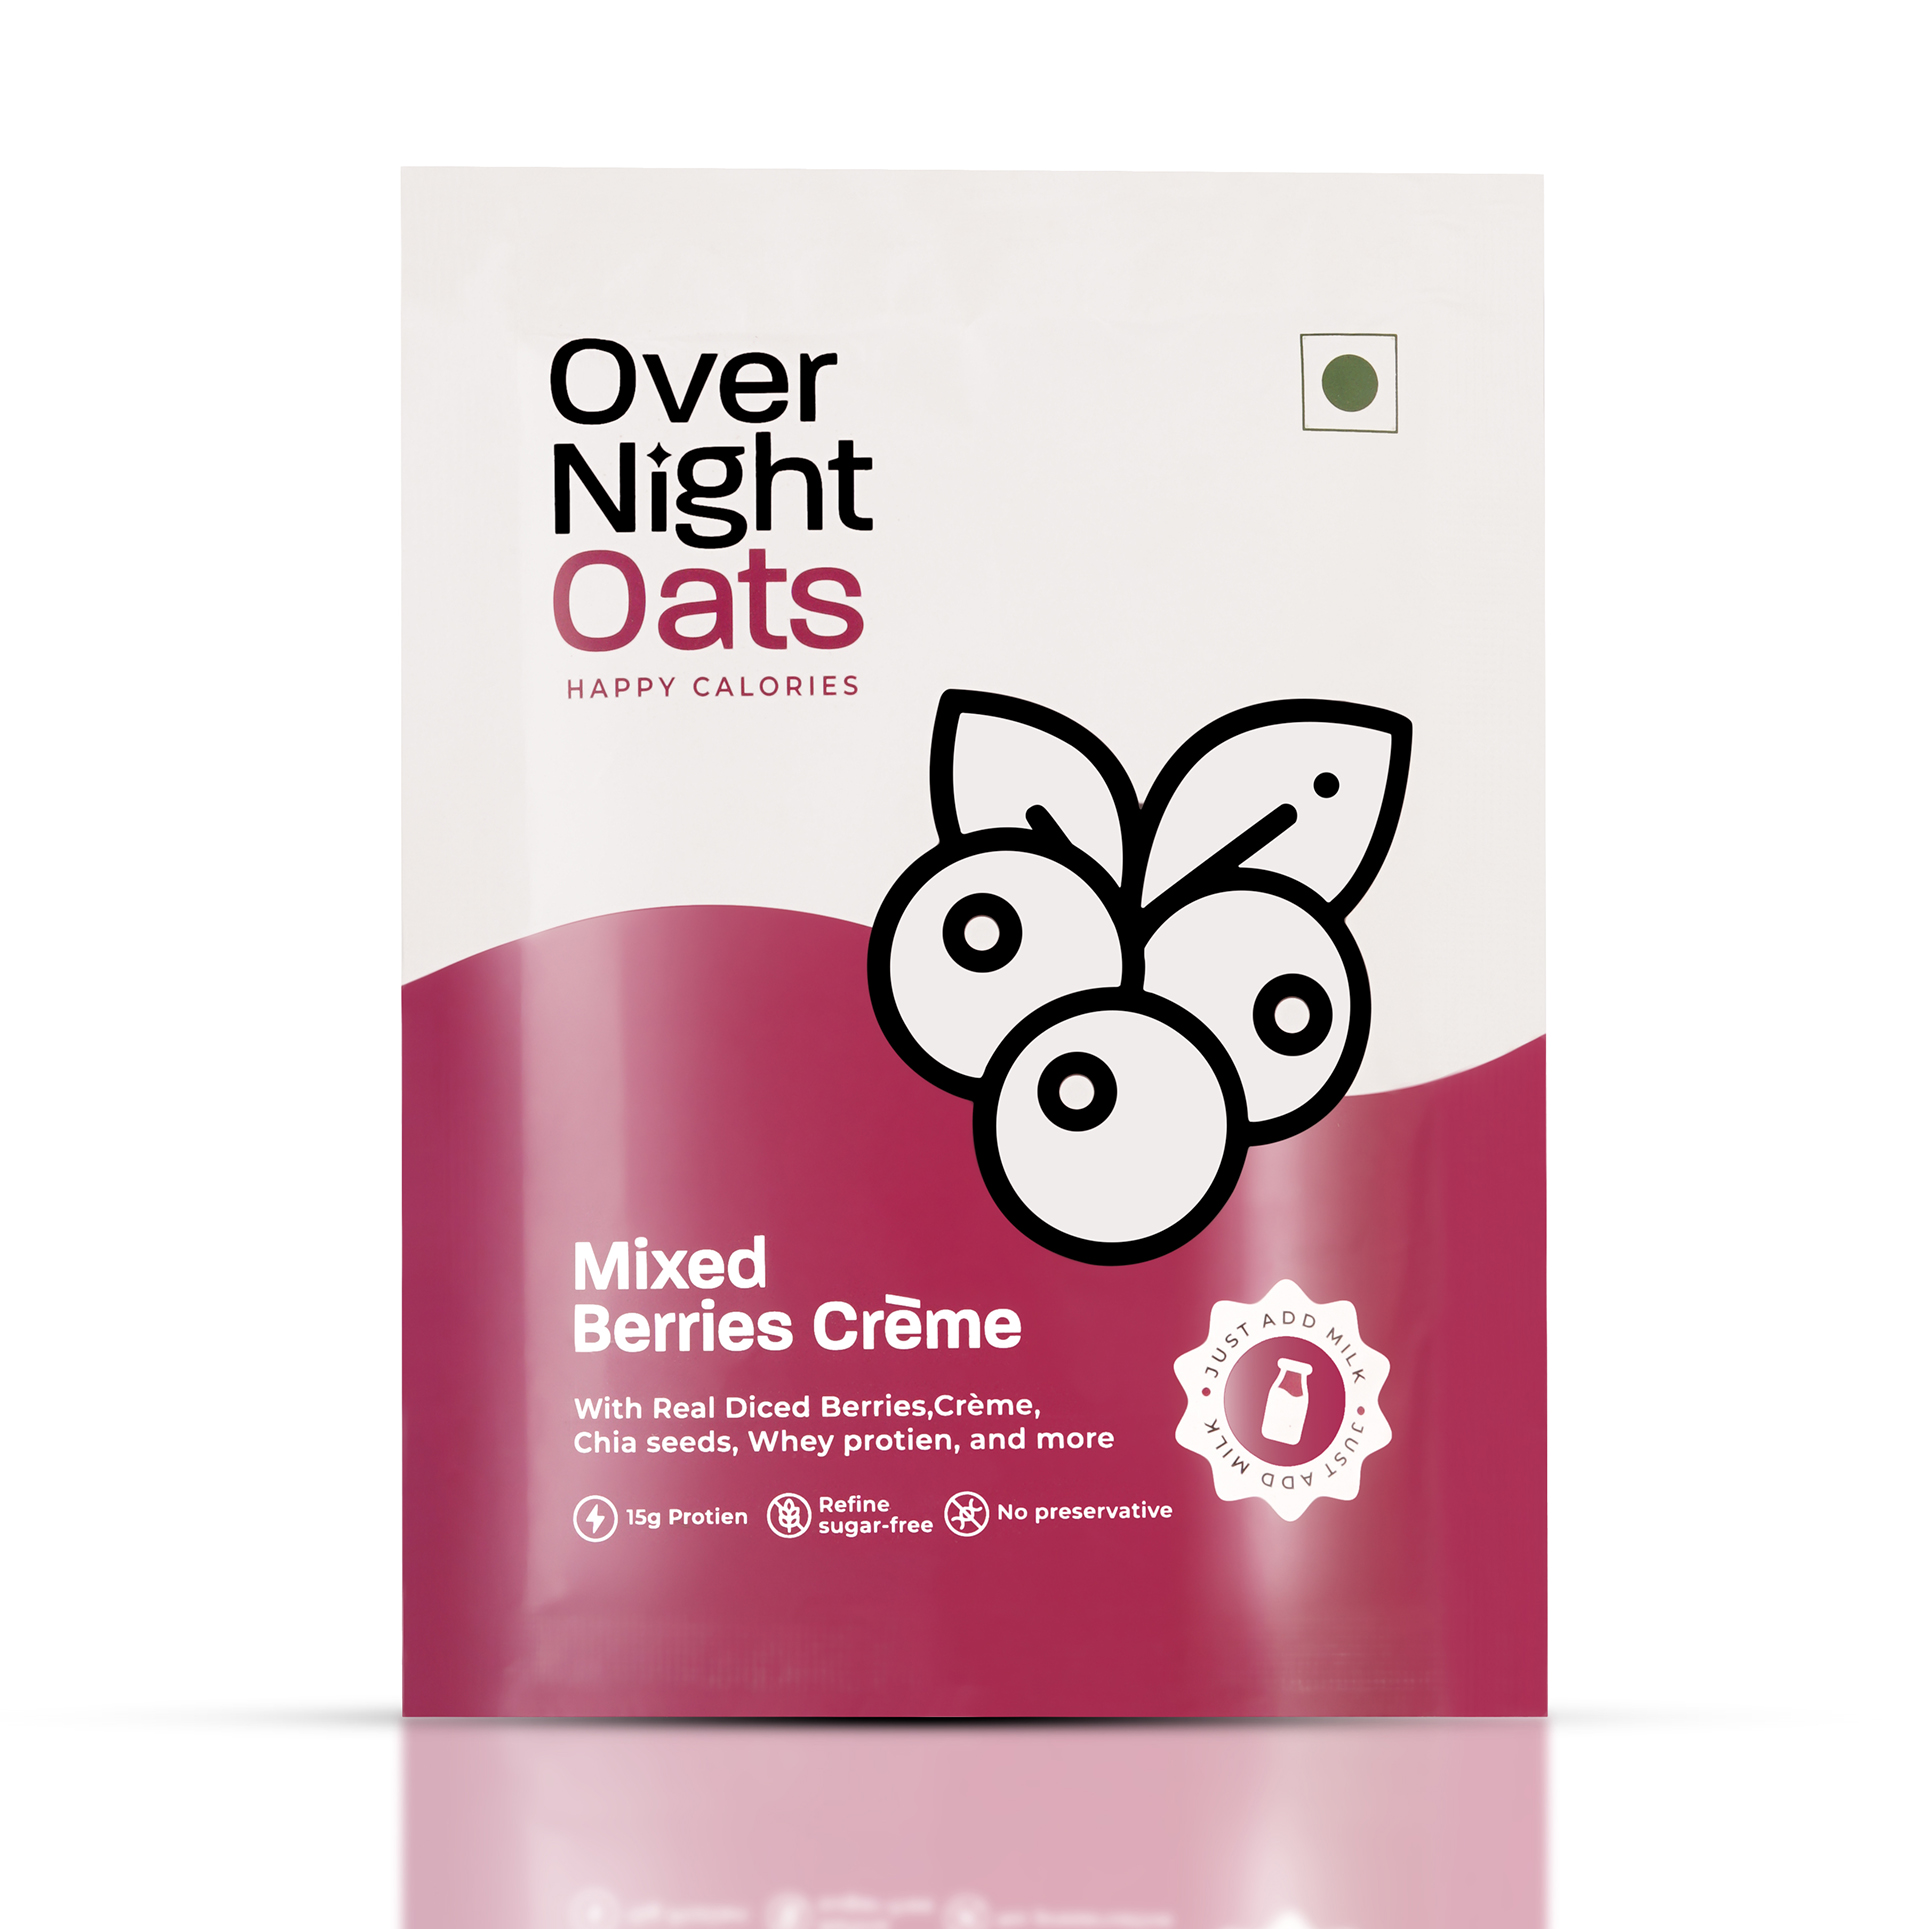 Over
Night
Oats
HAPPY CALORIES
Mixed
Berries Crème
With Real Diced Berries,Crème,
Chia seeds, Whey protien, and more
15g Protien
Refine
sugar-free
No preservative
JUST ADD MILK • JUST ADD MILK •